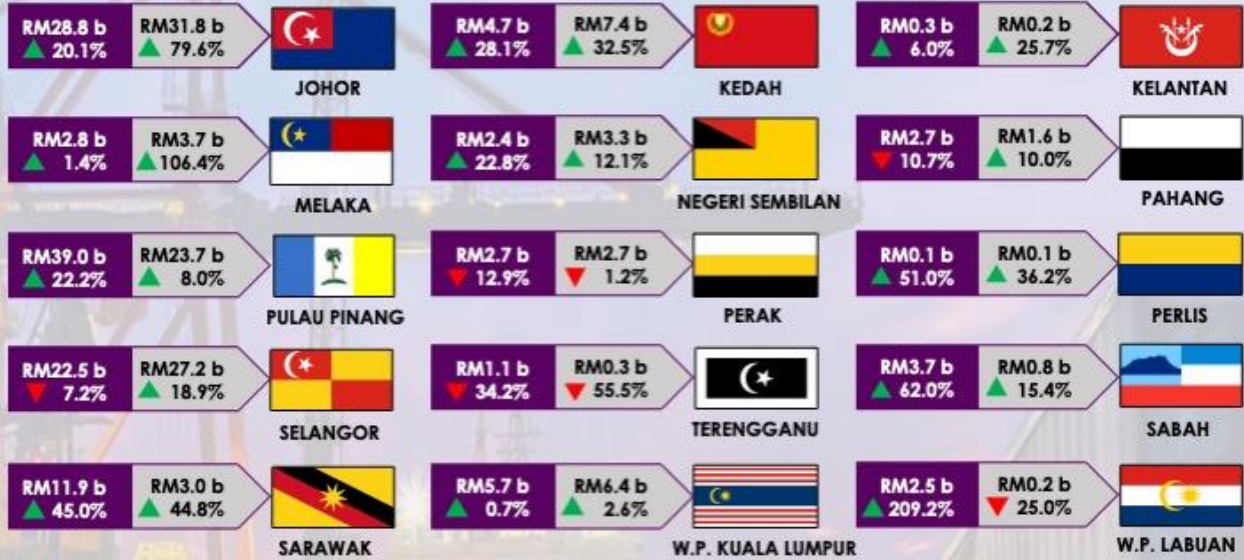 RM28.8 b
20.1%
RM31.8 b
79.6%
JOHOR
RM4.7 b
28.1%
RM7.4 b
32.5%
KEDAH
RM0.3 b
6.0%
RM0.2 b
25.7%
KELANTAN
RM2.8 b
1.4%
RM3.7 b
106.4%
MELAKA
RM2.4 b
22.8%
RM3.3 b
12.1%
NEGERI SEMBILAN
RM2.7 b
10.7%
RM1.6 b
10.0%
PAHANG
RM39.0 b
22.2%
RM23.7 b
8.0%
PULAU PINANG
RM2.7 b
12.9%
RM2.7 b
1.2%
PERAK
RM0.1 b
51.0%
RM0.1 b
36.2%
PERLIS
RM22.5 b
7.2%
RM27.2 b
18.9%
SELANGOR
RM1.1 b
34.2%
RM0.3 b
55.5%
TERENGGANU
RM3.7 b
62.0%
RM0.8 b
15.4%
SABAH
RM11.9 b
45.0%
RM3.0 b
44.8%
SARAWAK
RM5.7 b
0.7%
RM6.4 b
2.6%
W.P. KUALA LUMPUR
RM2.5 b
209.2%
RM0.2 b
25.0%
W.P. LABUAN